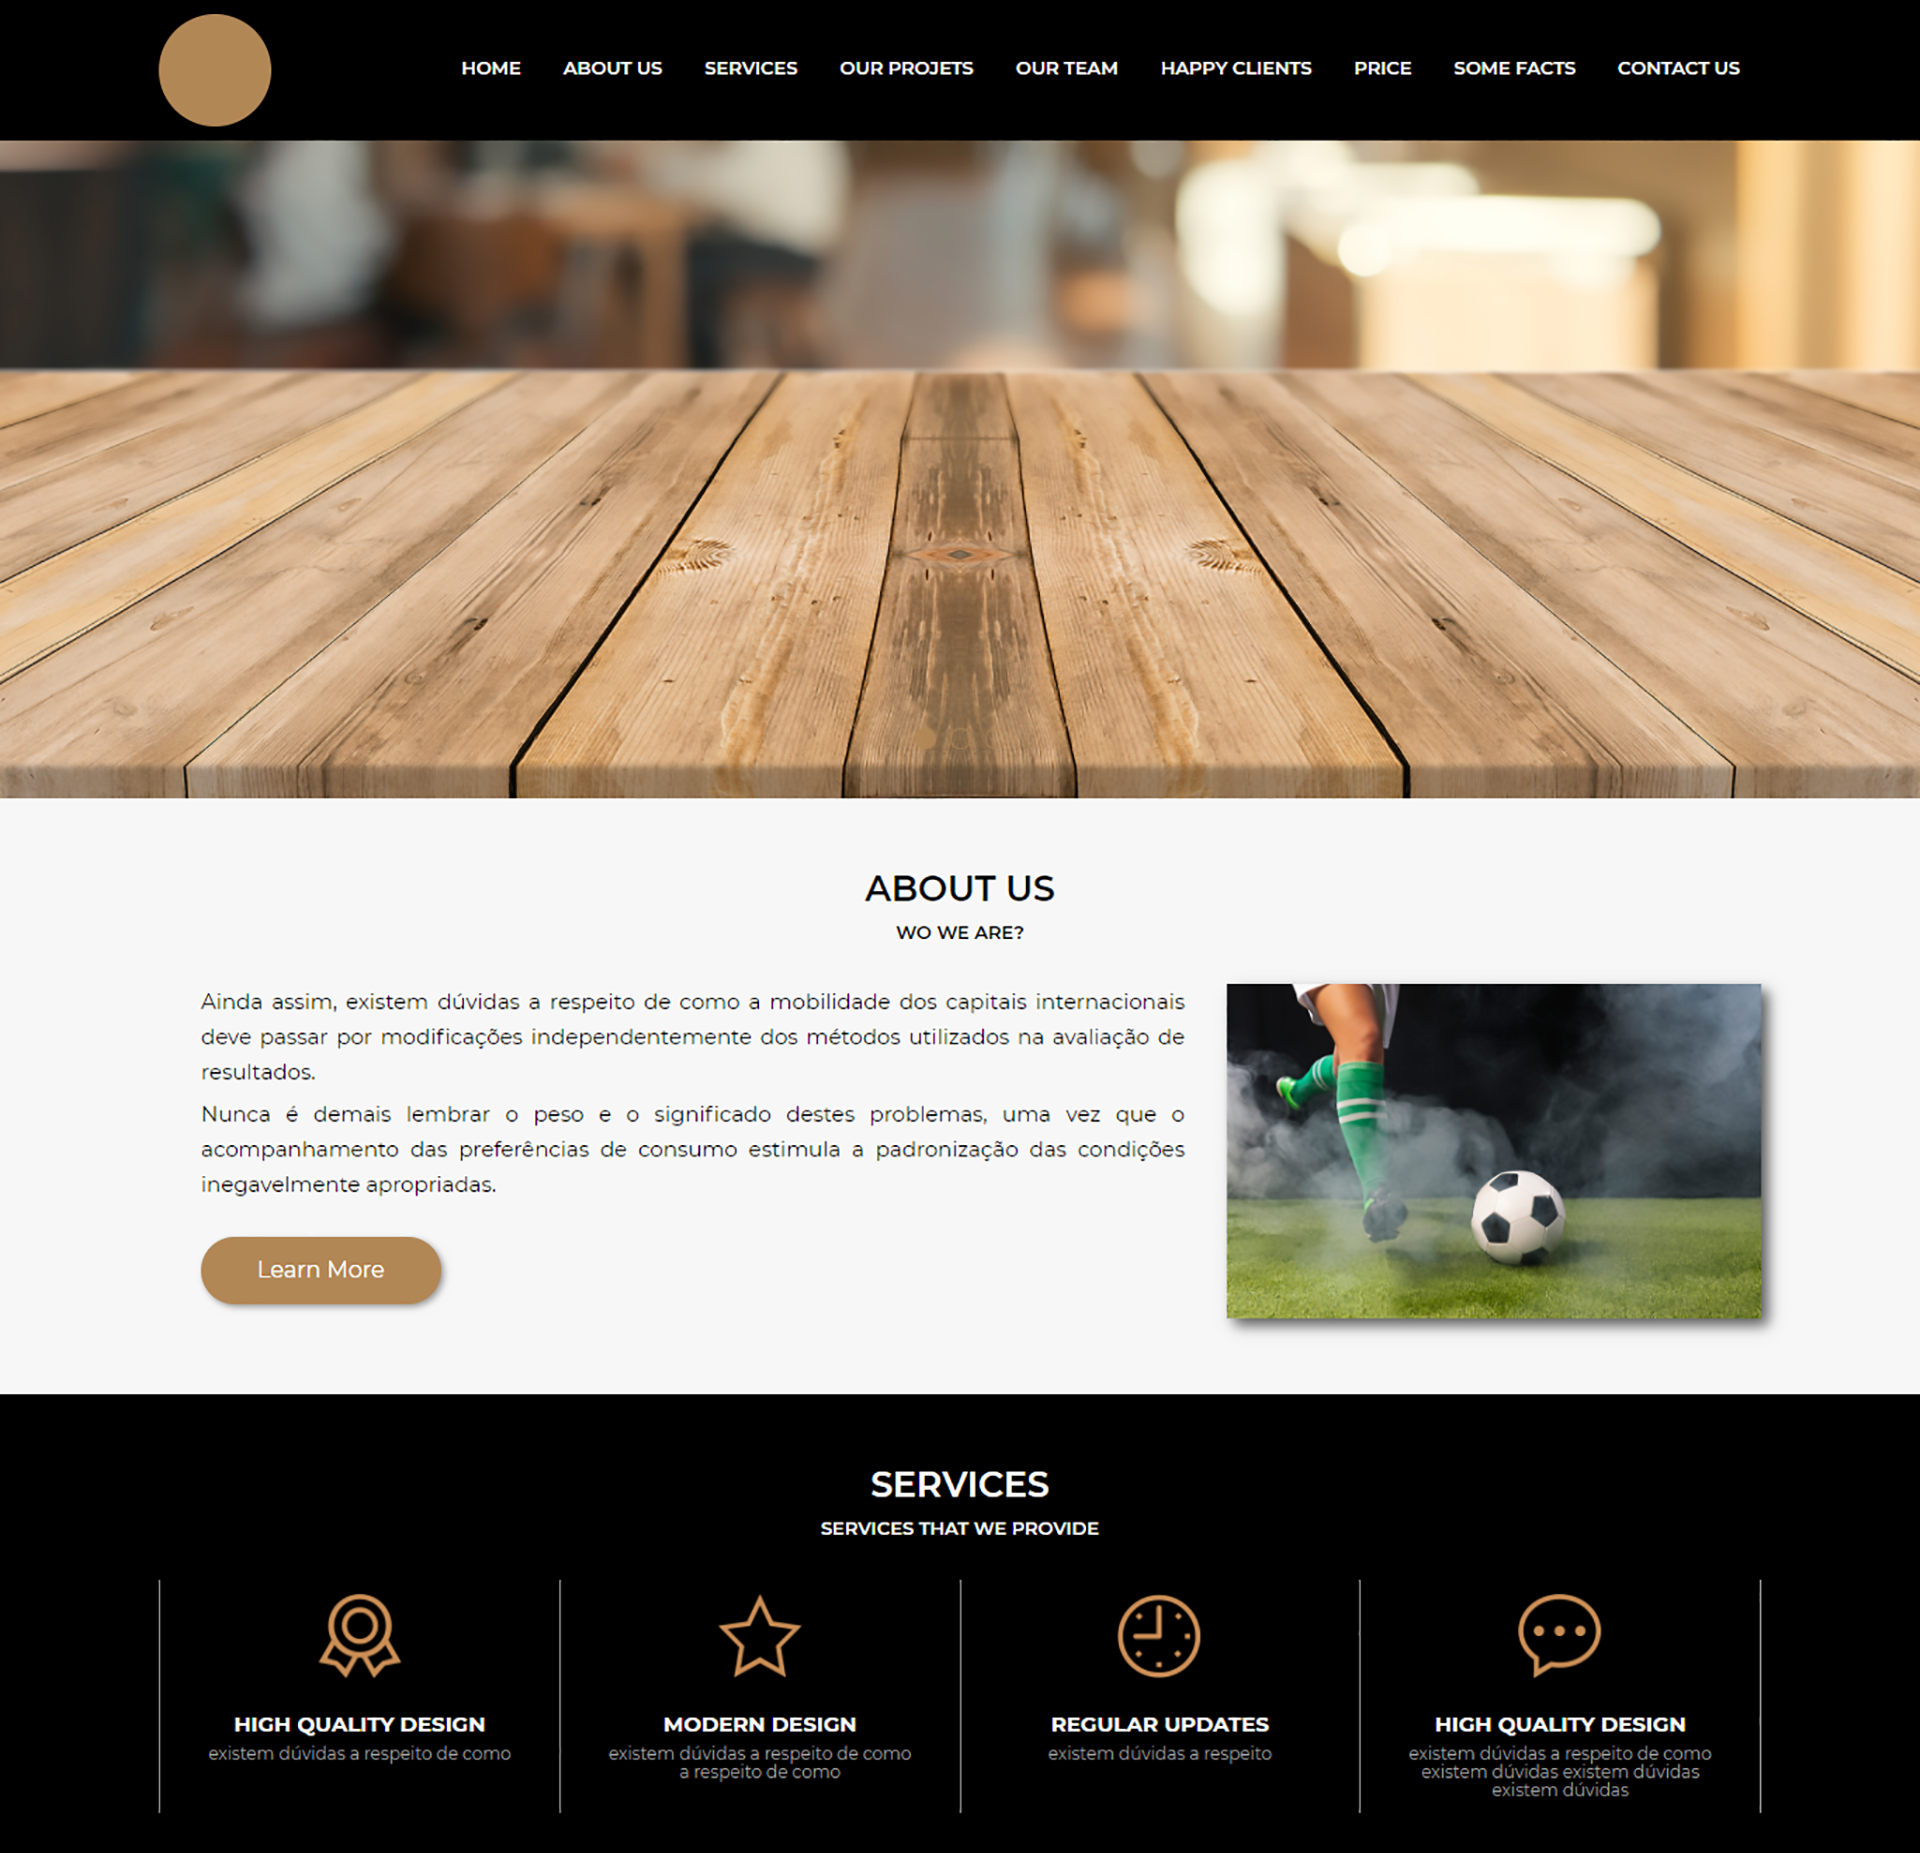 HOME ABOUT US SERVICES OUR PROJETS OUR TEAM HAPPY CLIENTS PRICE SOME FACTS CONTACT US
ABOUT US
WO WE ARE?
Ainda assim, existem dúvidas a respeito de como a mobilidade dos capitais internacionais
deve passar por modificações independentemente dos métodos utilizados na avaliação de
resultados.
Nunca é demais lembrar o peso e o significado destes problemas, uma vez que o
acompanhamento das preferências de consumo estimula a padronização das condições
inegavelmente apropriadas.
Learn More
SERVICES
SERVICES THAT WE PROVIDE
HIGH QUALITY DESIGN
existem dúvidas a respeito de como
MODERN DESIGN
existem dúvidas a respeito de como
a respeito de como
REGULAR UPDATES
existem dúvidas a respeito
HIGH QUALITY DESIGN
existem dúvidas a respeito de como
existem dúvidas existem dúvidas
existem dúvidas